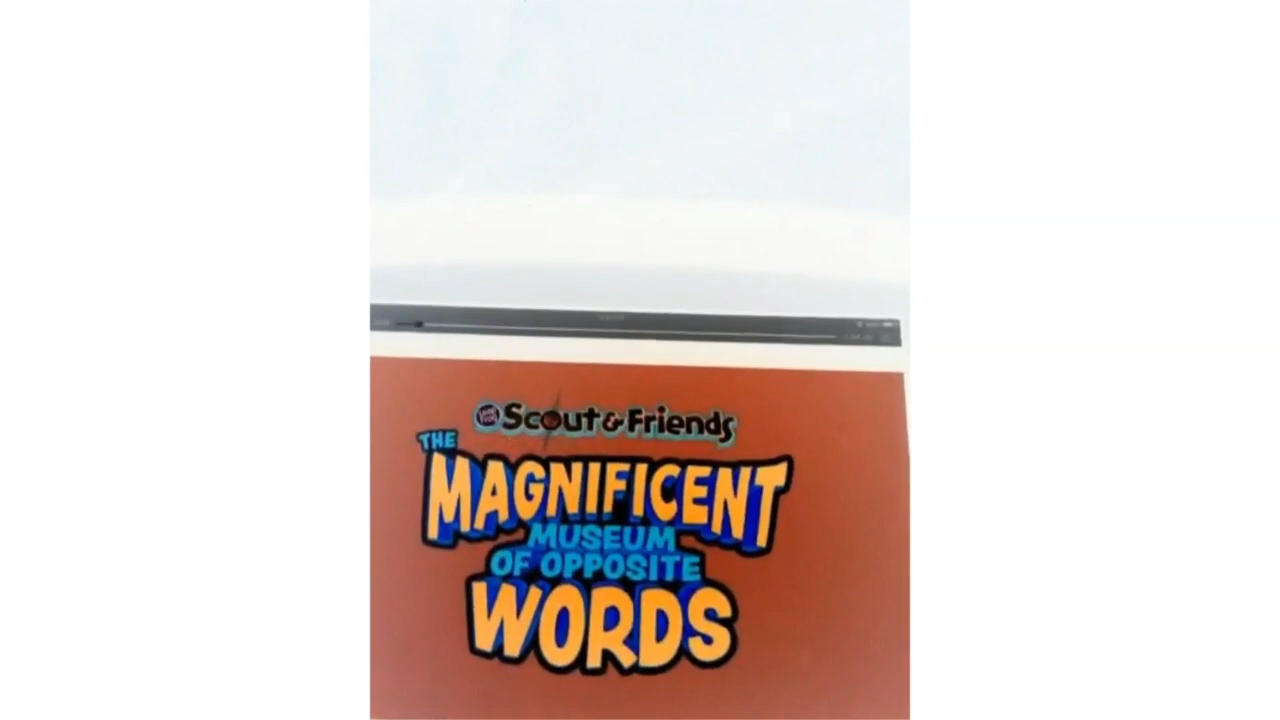 Scout & Friends
THE
MAGNIFICENT
MUSEUM
OF OPPOSITE
WORDS